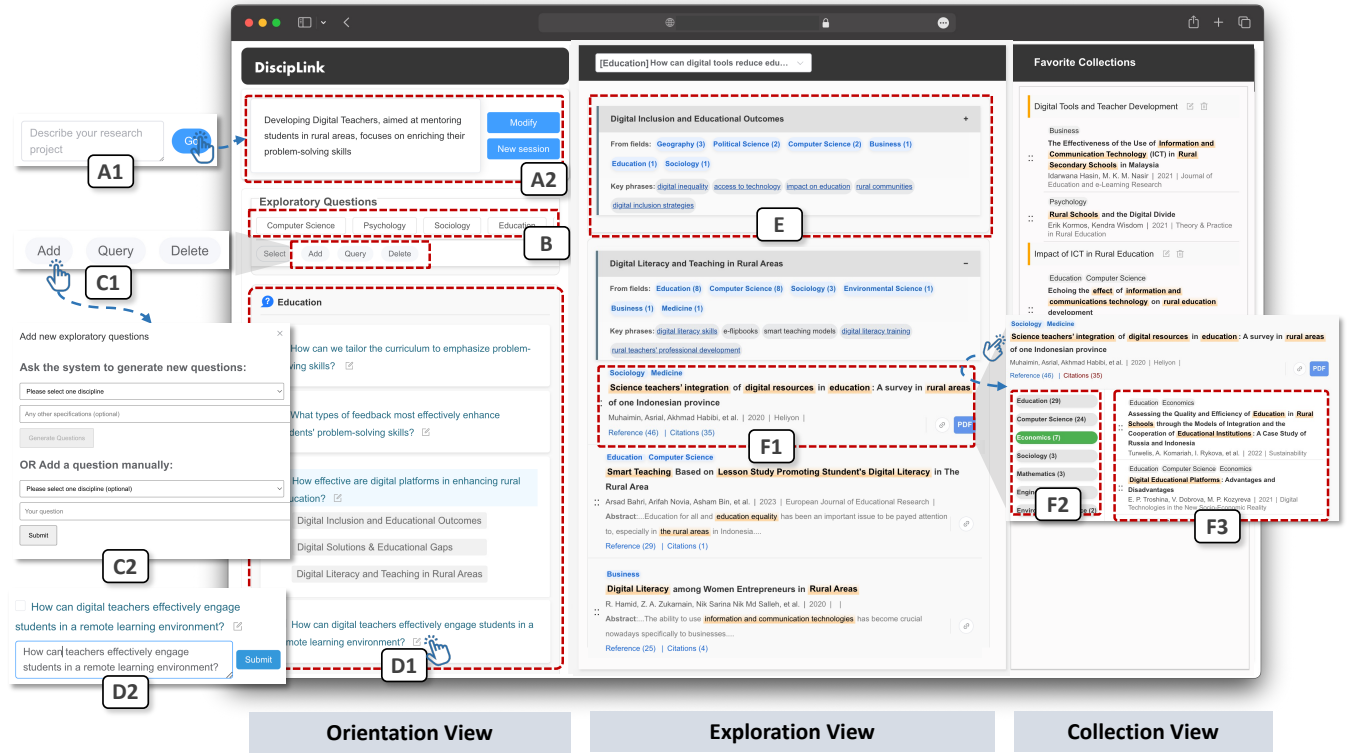 Describe your research
project
Go
A1
Add
Query
Delete
C1
Add new exploratory questions
×
Ask the system to generate new questions:
Please select one discipline
Any other specifications (optional)
Generate Questions
OR Add a question manually:
Please select one discipline (optional)
Your question
Submit
C2
How can digital teachers effectively engage
students in a remote learning environment?
How can teachers effectively engage
students in a remote learning environment?
Submit
D2
DiscipLink
Developing Digital Teachers, aimed at mentoring
students in rural areas, focuses on enriching their
problem-solving skills
Modify
New session
A2
Exploratory Questions
Computer Science Psychology Sociology Education
B
Select Add Query Delete
Education
How can we tailor the curriculum to emphasize problem-
ving skills?
What types of feedback most effectively enhance
dents' problem-solving skills?
How effective are digital platforms in enhancing rural
ucation?
Digital Inclusion and Educational Outcomes
Digital Solutions & Educational Gaps
Digital Literacy and Teaching in Rural Areas
How can digital teachers effectively engage students in a
mote learning environment?
D1
Orientation View
[Education] How can digital tools reduce edu...
Digital Inclusion and Educational Outcomes +
From fields: Geography (3) Political Science (2) Computer Science (2) Business (1)
Education (1) Sociology (1)
Key phrases: digital inequality access to technology impact on education rural communities
digital inclusion strategies
E
Digital Literacy and Teaching in Rural Areas −
From fields: Education (8) Computer Science (8) Sociology (3) Environmental Science (1)
Business (1) Medicine (1)
Key phrases: digital literacy skills e-flipbooks smart teaching models digital literacy training
rural teachers' professional development
Sociology Medicine
Science teachers' integration of digital resources in education: A survey in rural areas
of one Indonesian province
Muhaimin, Asrial, Akhmad Habibi, et al. | 2020 | Heliyon |
Reference (46) | Citations (35)
PDF
F1
Education Computer Science
Smart Teaching Based on Lesson Study Promoting Student's Digital Literacy in The
Rural Area
Arsad Bahri, Arifah Novia, Asham Bin, et al. | 2023 | European Journal of Educational Research |
Abstract:...Education for all and education equality has been an important issue to be payed attention
to, especially in the rural areas in Indonesia....
Reference (29) | Citations (1)
Business
Digital Literacy among Women Entrepreneurs in Rural Areas
R. Hamid, Z. A. Zukarnain, Nik Sarina Nik Md Salleh, et al. | 2020 | |
Abstract:...The ability to use information and communication technologies has become crucial
nowadays specifically to businesses....
Reference (25) | Citations (4)
Exploration View
Favorite Collections
Digital Tools and Teacher Development
Business
The Effectiveness of the Use of Information and
Communication Technology (ICT) in Rural
Secondary Schools in Malaysia
Idarwana Hasin, M. K. M. Nasir | 2021 | Journal of
Education and e-Learning Research
Psychology
Rural Schools and the Digital Divide
Erik Kormos, Kendra Wisdom | 2021 | Theory & Practice
in Rural Education
Impact of ICT in Rural Education
Education Computer Science
Echoing the effect of information and
communications technology on rural education
development
Sociology Medicine
Science teachers' integration of digital resources in education: A survey in rural areas
of one Indonesian province
Muhaimin, Asrial, Akhmad Habibi, et al. | 2020 | Heliyon |
Reference (46) | Citations (35)
PDF
Education (29)
Computer Science (24)
Economics (7)
Sociology (3)
Mathematics (3)
F2
Education Economics
Assessing the Quality and Efficiency of Education in Rural
Schools through the Models of Integration and the
Cooperation of Educational Institutions: A Case Study of
Russia and Indonesia
Turwelis, A. Komariah, I. Rykova, et al. | 2022 | Sustainability
Education Computer Science Economics
Digital Educational Platforms: Advantages and
Disadvantages
E. P. Troshina, V. Dobrova, M. P. Kozyreva | 2021 | Digital
Technologies in the New Socio-Economic Reality
F3
Collection View